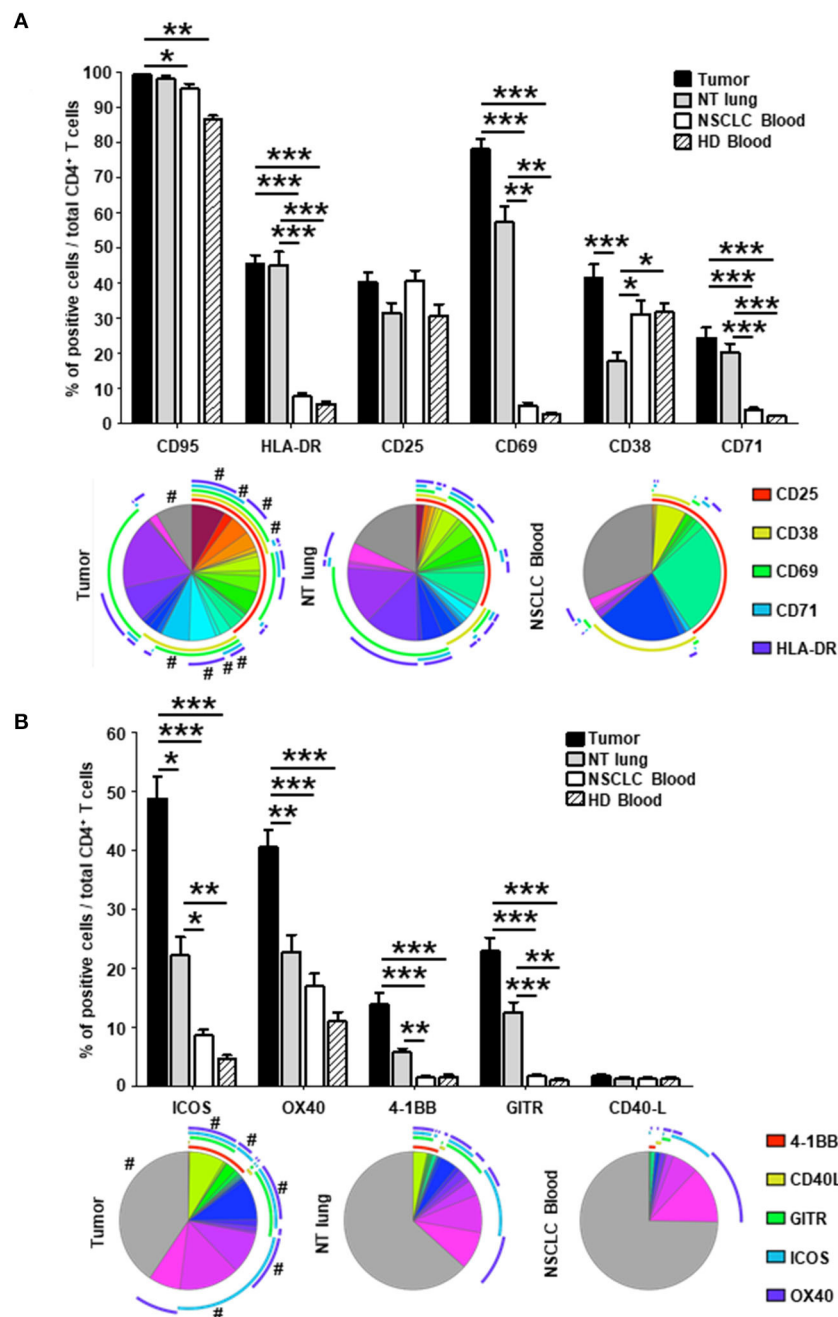 A
** 
*
100
90
80
70
60
50
40
30
20
10
0
% of positive cells / total CD4⁺ T cells
***
***
***
***
***
***
**
**
***
*
*
***
***
***
***
Tumor
NT lung
NSCLC Blood
HD Blood
CD95 HLA-DR CD25 CD69 CD38 CD71
Tumor
# # # # # # # # #
NT lung
NSCLC Blood
CD25
CD38
CD69
CD71
HLA-DR
B
60
50
40
30
20
10
0
% of positive cells / total CD4⁺ T cells
***
***
*
**
*
***
***
**
***
***
**
***
***
**
***
Tumor
NT lung
NSCLC Blood
HD Blood
ICOS OX40 4-1BB GITR CD40-L
Tumor
# # # # # #
NT lung
NSCLC Blood
4-1BB
CD40L
GITR
ICOS
OX40